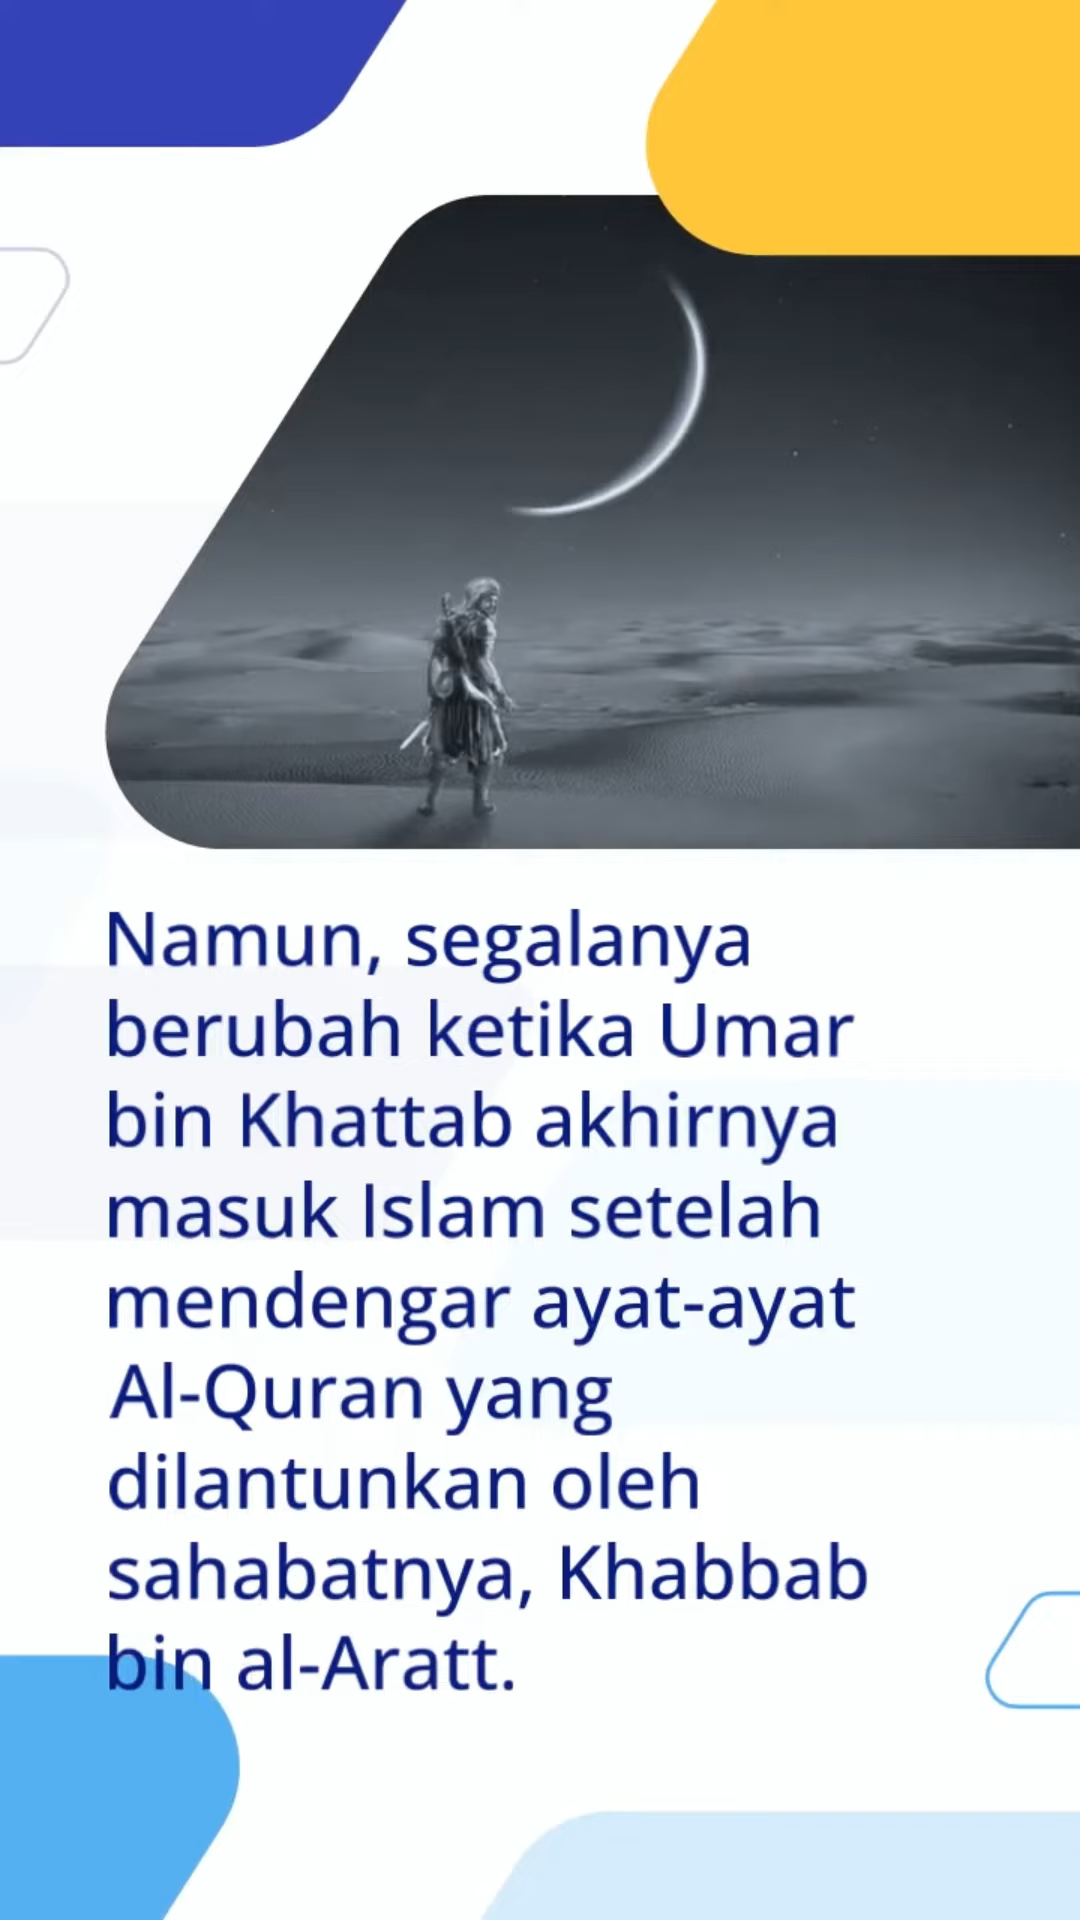 Namun, segalanya
berubah ketika Umar
bin Khattab akhirnya
masuk Islam setelah
mendengar ayat-ayat
Al-Quran yang
dilantunkan oleh
sahabatnya, Khabbab
bin al-Aratt.